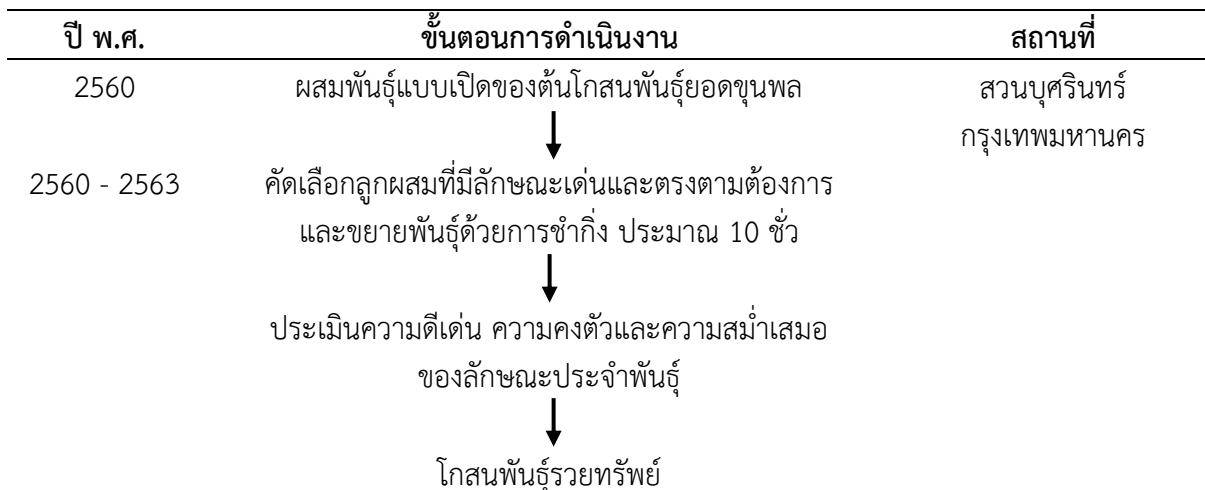 ปี พ.ศ. ขั้นตอนการดำเนินงาน สถานที่
2560 ผสมพันธุ์แบบเปิดของต้นโกสนพันธุ์ยอดขุนพล สวนบุศรินทร์
กรุงเทพมหานคร
2560 - 2563 คัดเลือกลูกผสมที่มีลักษณะเด่นและตรงตามต้องการ
และขยายพันธุ์ด้วยการชำกิ่ง ประมาณ 10 ชั่ว
ประเมินความดีเด่น ความคงตัวและความสม่ำเสมอ
ของลักษณะประจำพันธุ์
โกสนพันธุ์รวยทรัพย์